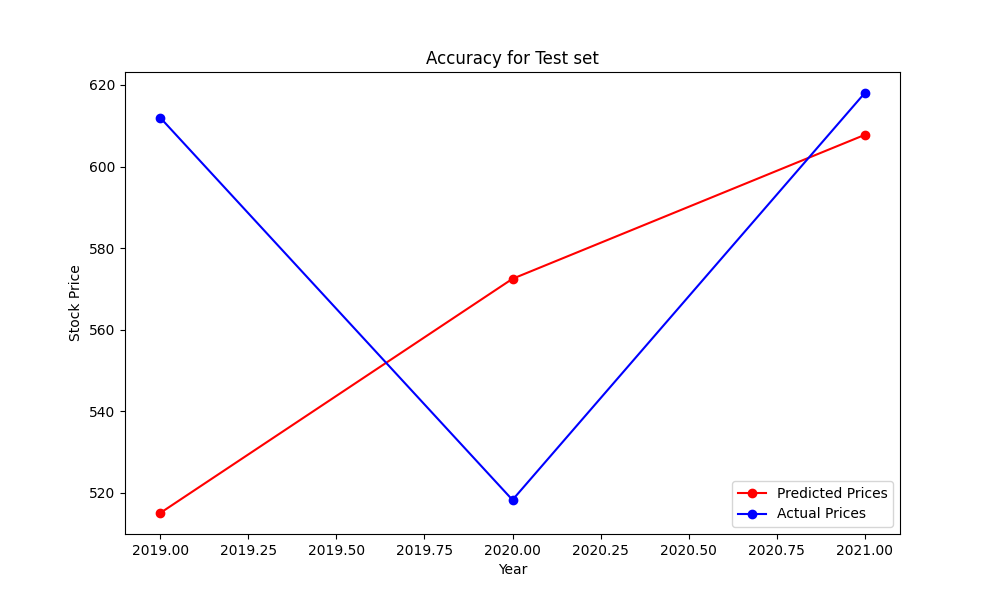 Accuracy for Test set
620
600
580
560
540
520
Stock Price
Predicted Prices
Actual Prices
2019.00 2019.25 2019.50 2019.75 2020.00 2020.25 2020.50 2020.75 2021.00
Year